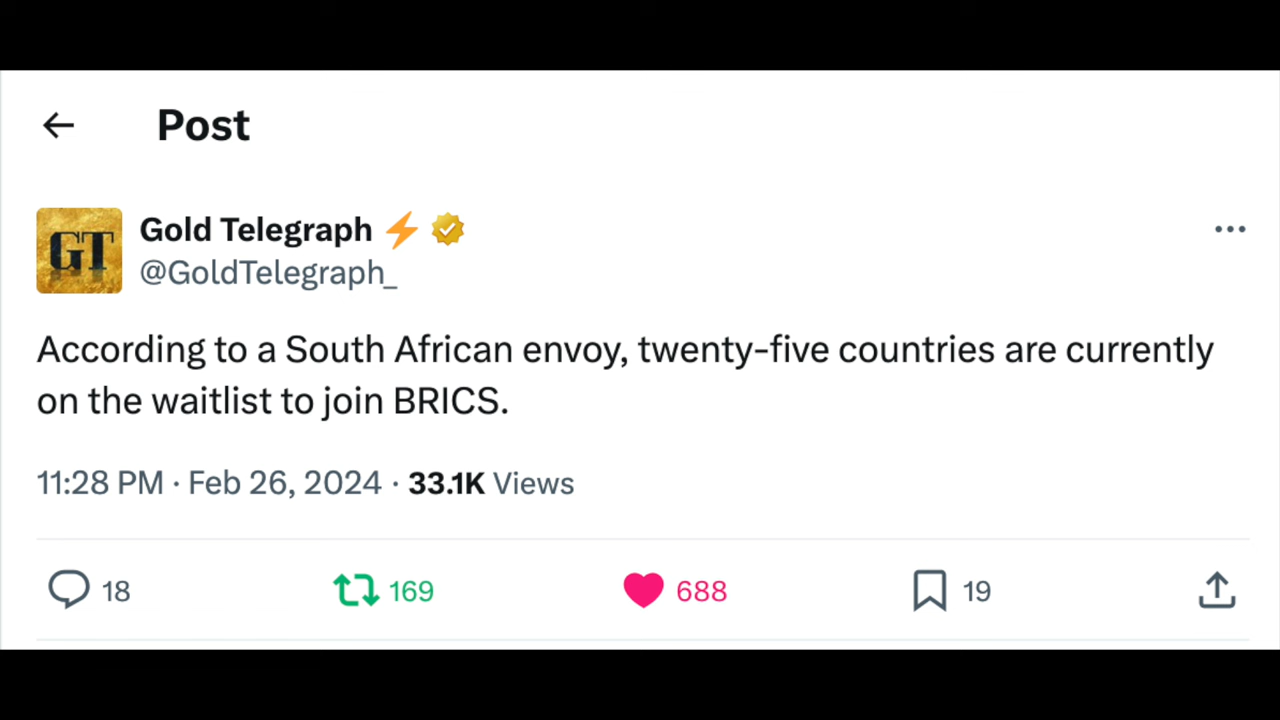 Post
GT
Gold Telegraph ⚡
@GoldTelegraph_
According to a South African envoy, twenty-five countries are currently
on the waitlist to join BRICS.
11:28 PM · Feb 26, 2024 · 33.1K Views
18 169 688 19